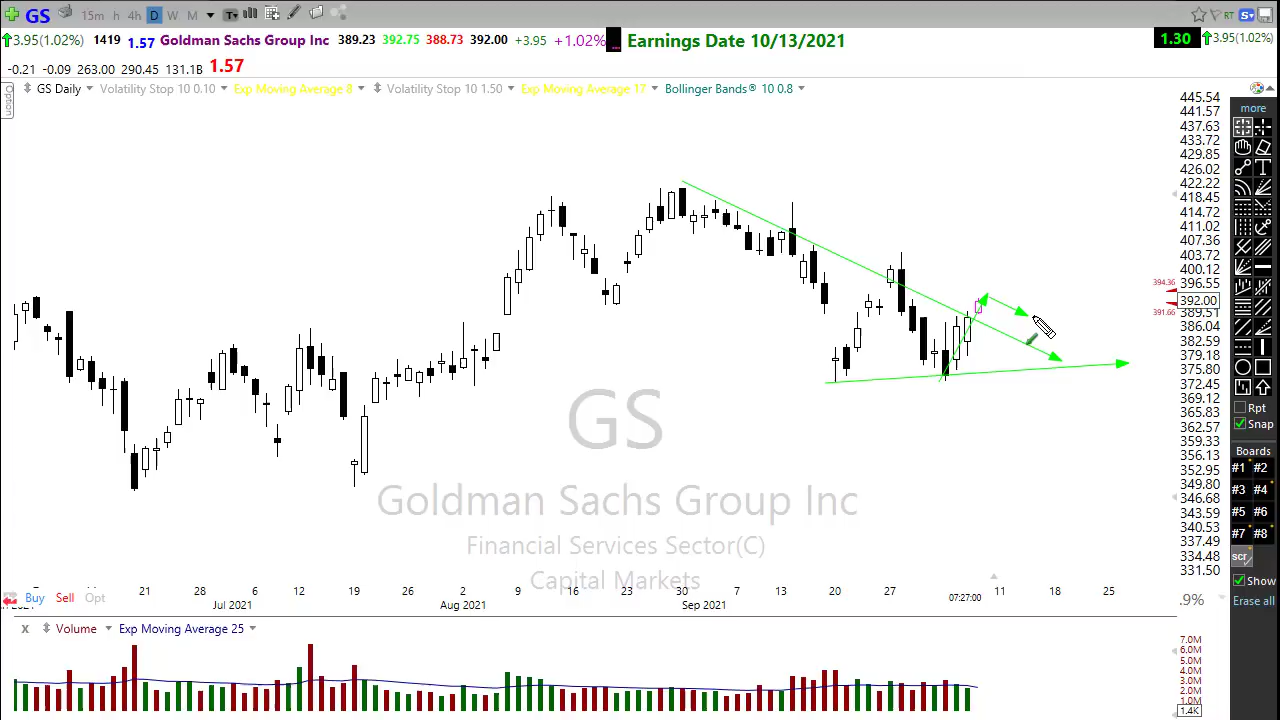 GS 15m h 4h D W M T RT S
3.95(1.02%) 1419 1.57 Goldman Sachs Group Inc 389.23 392.75 388.73 392.00 +3.95 +1.02% ... Earnings Date 10/13/2021 1.30 3.95(1.02%)
-0.21 -0.09 263.00 290.45 131.1B 1.57
Option
GS Daily Volatility Stop 10 0.10 Exp Moving Average 8 Volatility Stop 10 1.50 Exp Moving Average 17 Bollinger Bands® 10 0.8
445.54
441.57
437.63
433.72
429.85
426.02
422.22
418.45
414.72
411.02
407.36
403.72
400.12
396.55
394.36
392.00
391.66
389.51
386.04
382.59
379.18
375.80
372.45
369.12
365.83
362.57
359.33
356.13
352.95
349.80
346.68
343.59
340.53
337.49
334.48
331.50
GS
Goldman Sachs Group Inc
Financial Services Sector(C)
Capital Markets
21 28 6 12 19 26 2 9 16 23 30 7 13 20 27 11 18 25
Jul 2021 Aug 2021 Sep 2021 07:27:00
Buy Sell Opt .9%
X Volume Exp Moving Average 25
7.0M
6.0M
5.0M
4.0M
3.0M
2.0M
1.0M
1.4K
more
T
Rpt
Snap
Boards
#1 #2
#3 #4
#5 #6
#7 #8
scr
Show
Erase all